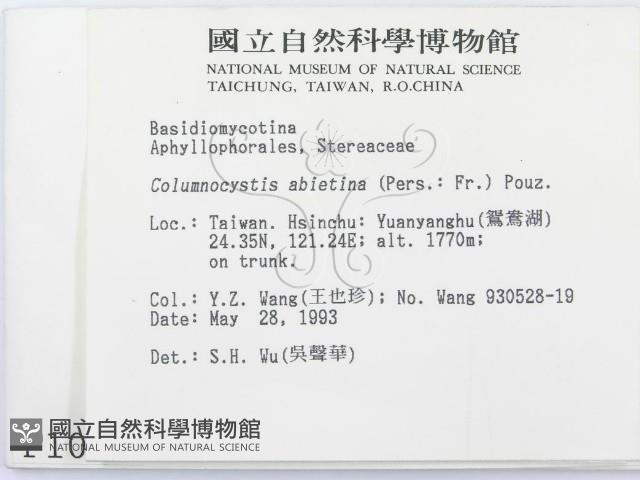 國立自然科學博物館
NATIONAL MUSEUM OF NATURAL SCIENCE
TAICHUNG, TAIWAN, R.O.CHINA
Basidiomycotina
Aphyllophorales, Stereaceae
Columnocystis abietina (Pers.: Fr.) Pouz.
Loc.: Taiwan. Hsinchu: Yuanyanghu(鴛鴦湖)
24.35N, 121.24E; alt. 1770m;
on trunk.
Col.: Y.Z. Wang(王也珍); No. Wang 930528-19
Date: May 28, 1993
Det.: S.H. Wu(吳聲華)
國立自然科學博物館
NATIONAL MUSEUM OF NATURAL SCIENCE